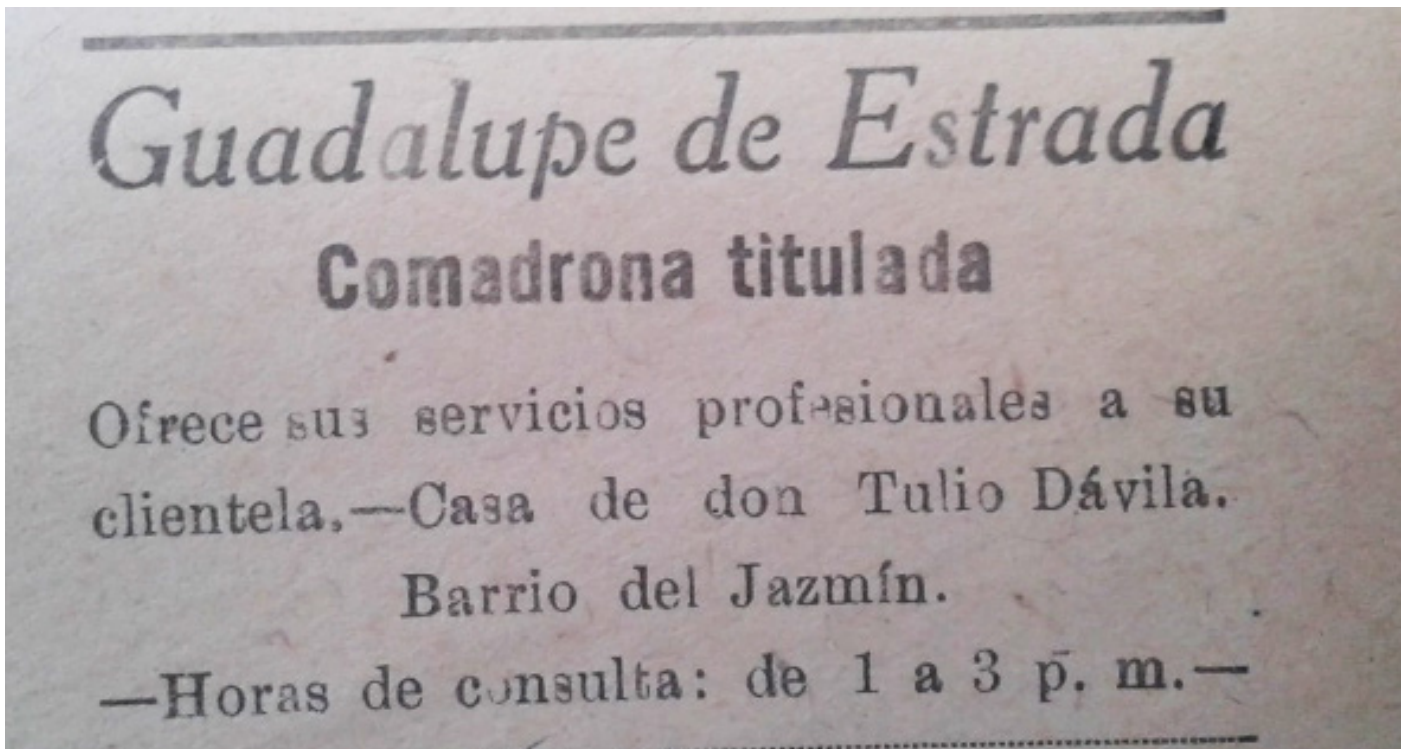 Guadalupe de Estrada
Comadrona titulada
Ofrece sus servicios profesionales a su
clientela.—Casa de don Tulio Dávila.
Barrio del Jazmín.
—Horas de consulta: de 1 a 3 p. m.—